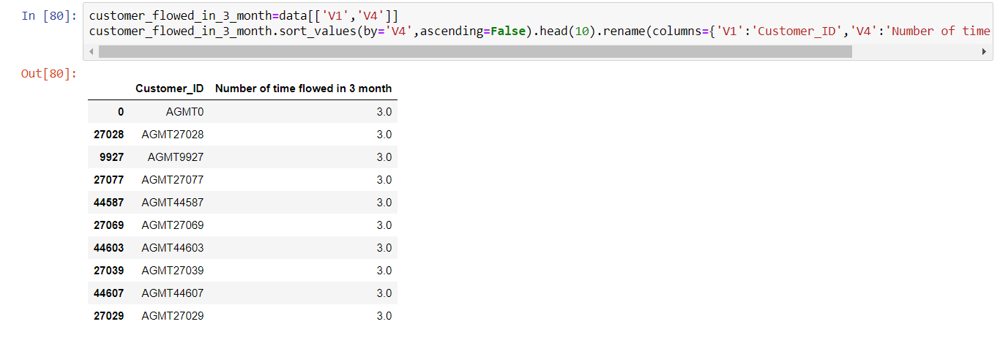 In [80]: customer_flowed_in_3_month=data[['V1','V4']]
customer_flowed_in_3_month.sort_values(by='V4',ascending=False).head(10).rename(columns={'V1':'Customer_ID','V4':'Number of time
Out[80]:
Customer_ID Number of time flowed in 3 month
0 AGMT0 3.0
27028 AGMT27028 3.0
9927 AGMT9927 3.0
27077 AGMT27077 3.0
44587 AGMT44587 3.0
27069 AGMT27069 3.0
44603 AGMT44603 3.0
27039 AGMT27039 3.0
44607 AGMT44607 3.0
27029 AGMT27029 3.0